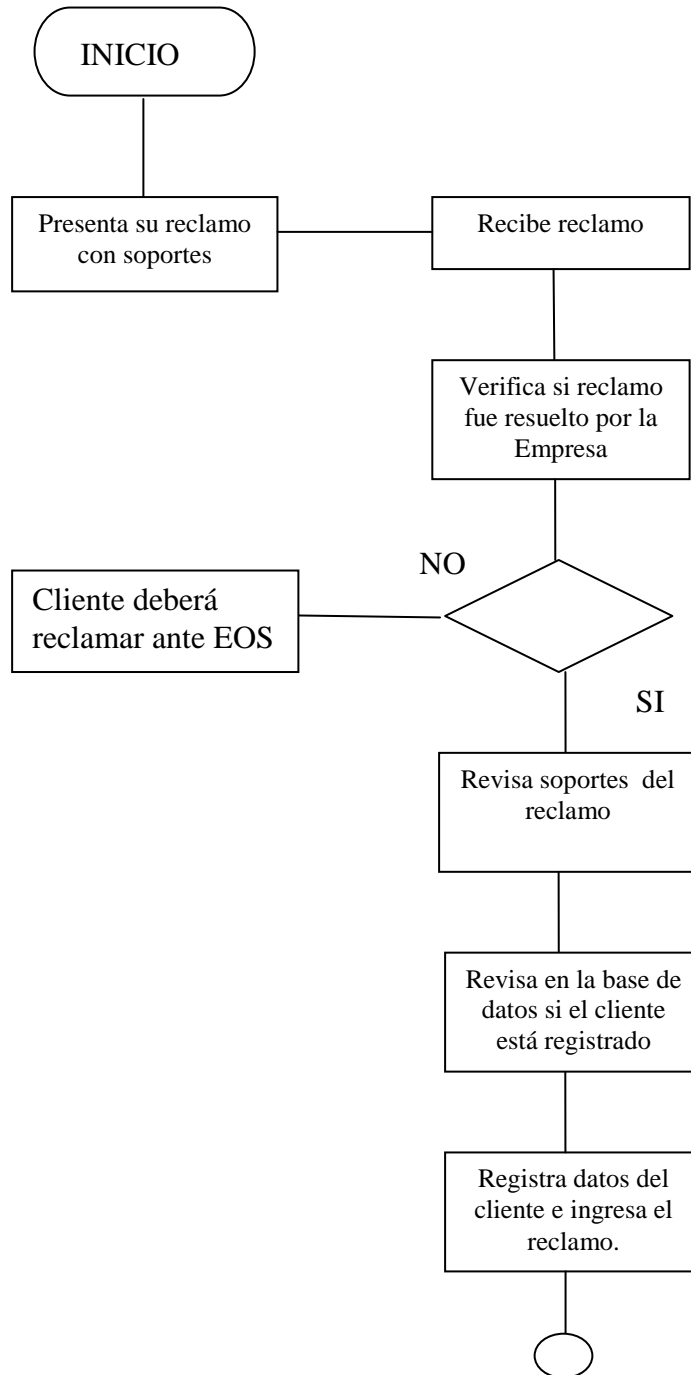 INICIO
Presenta su reclamo
con soportes
Recibe reclamo
Verifica si reclamo
fue resuelto por la
Empresa
NO
Cliente deberá
reclamar ante EOS
SI
Revisa soportes del
reclamo
Revisa en la base de
datos si el cliente
está registrado
Registra datos del
cliente e ingresa el
reclamo.